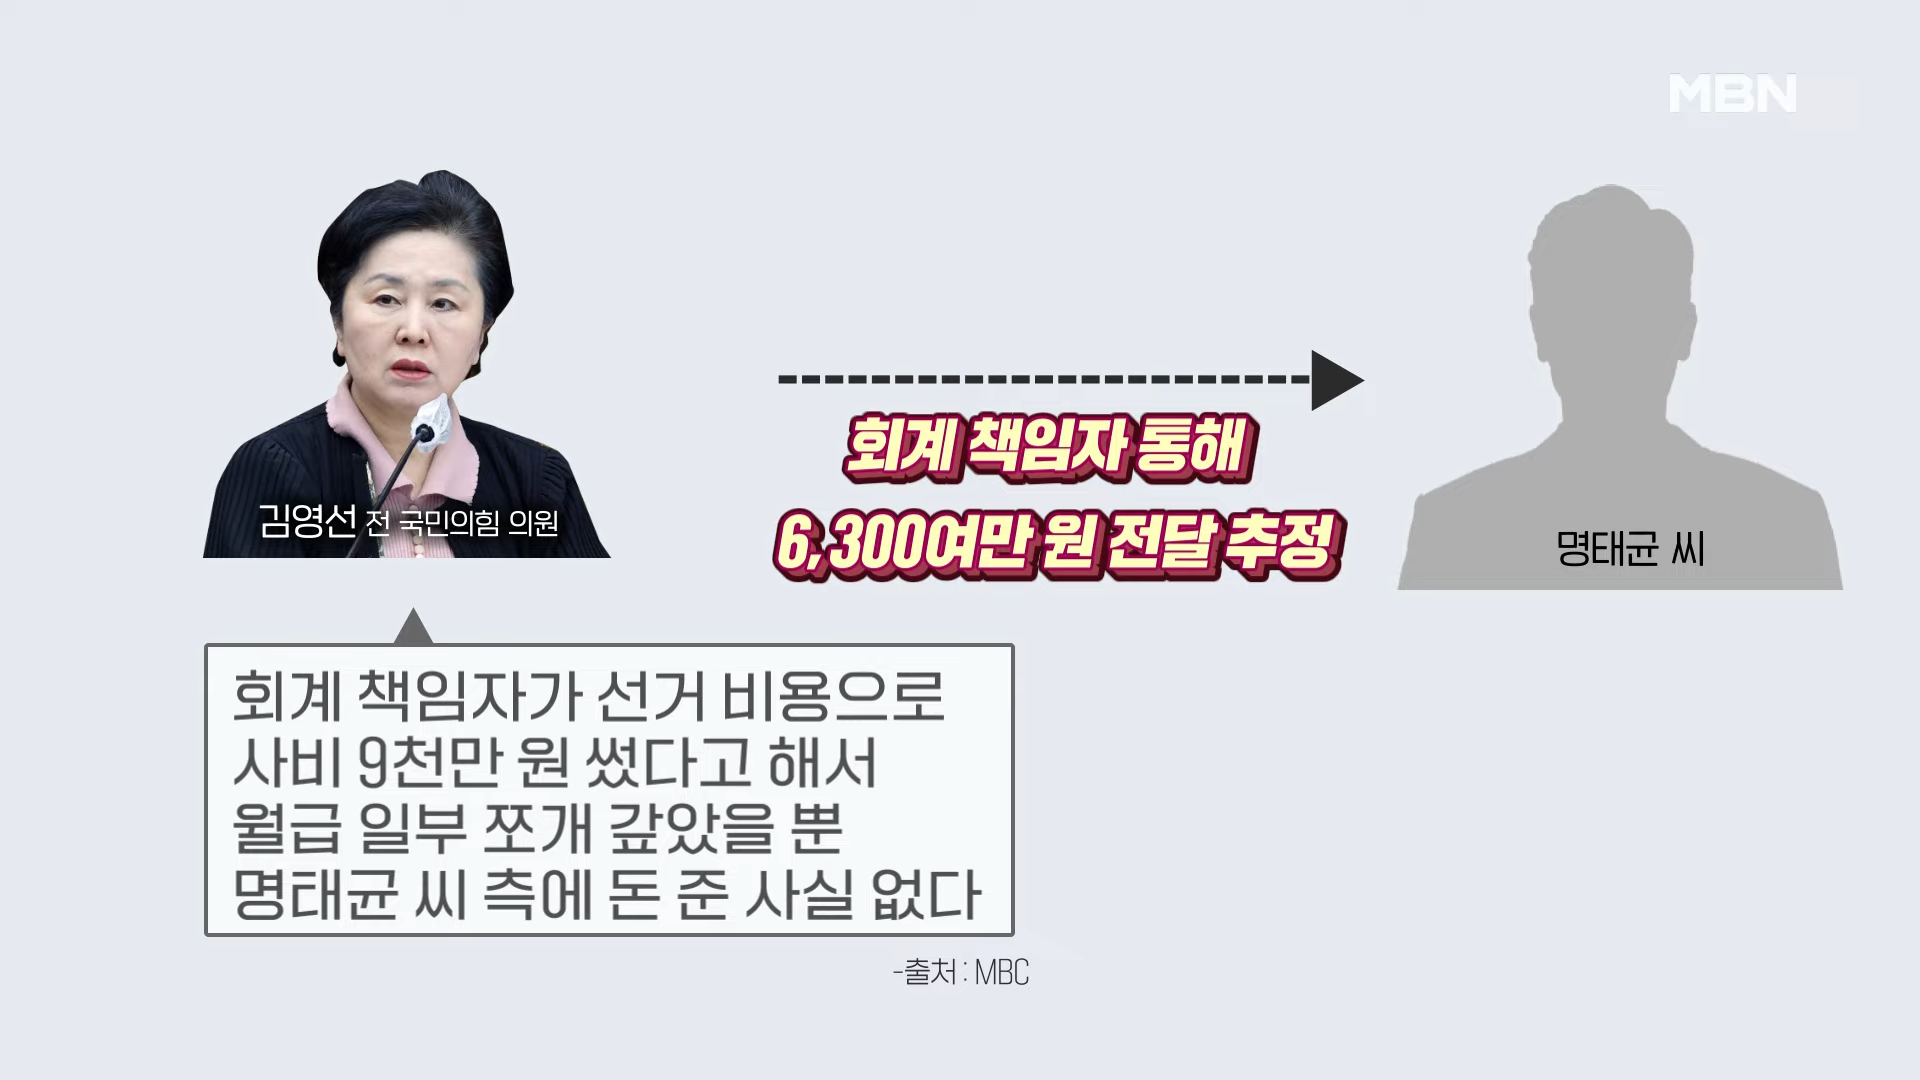 MBN
김영선 전 국민의힘 의원
회계 책임자 통해
6,300여만 원 전달 추정
명태균 씨
회계 책임자가 선거 비용으로
사비 9천만 원 썼다고 해서
월급 일부 쪼개 갚았을 뿐
명태균 씨 측에 돈 준 사실 없다
-출처 : MBC